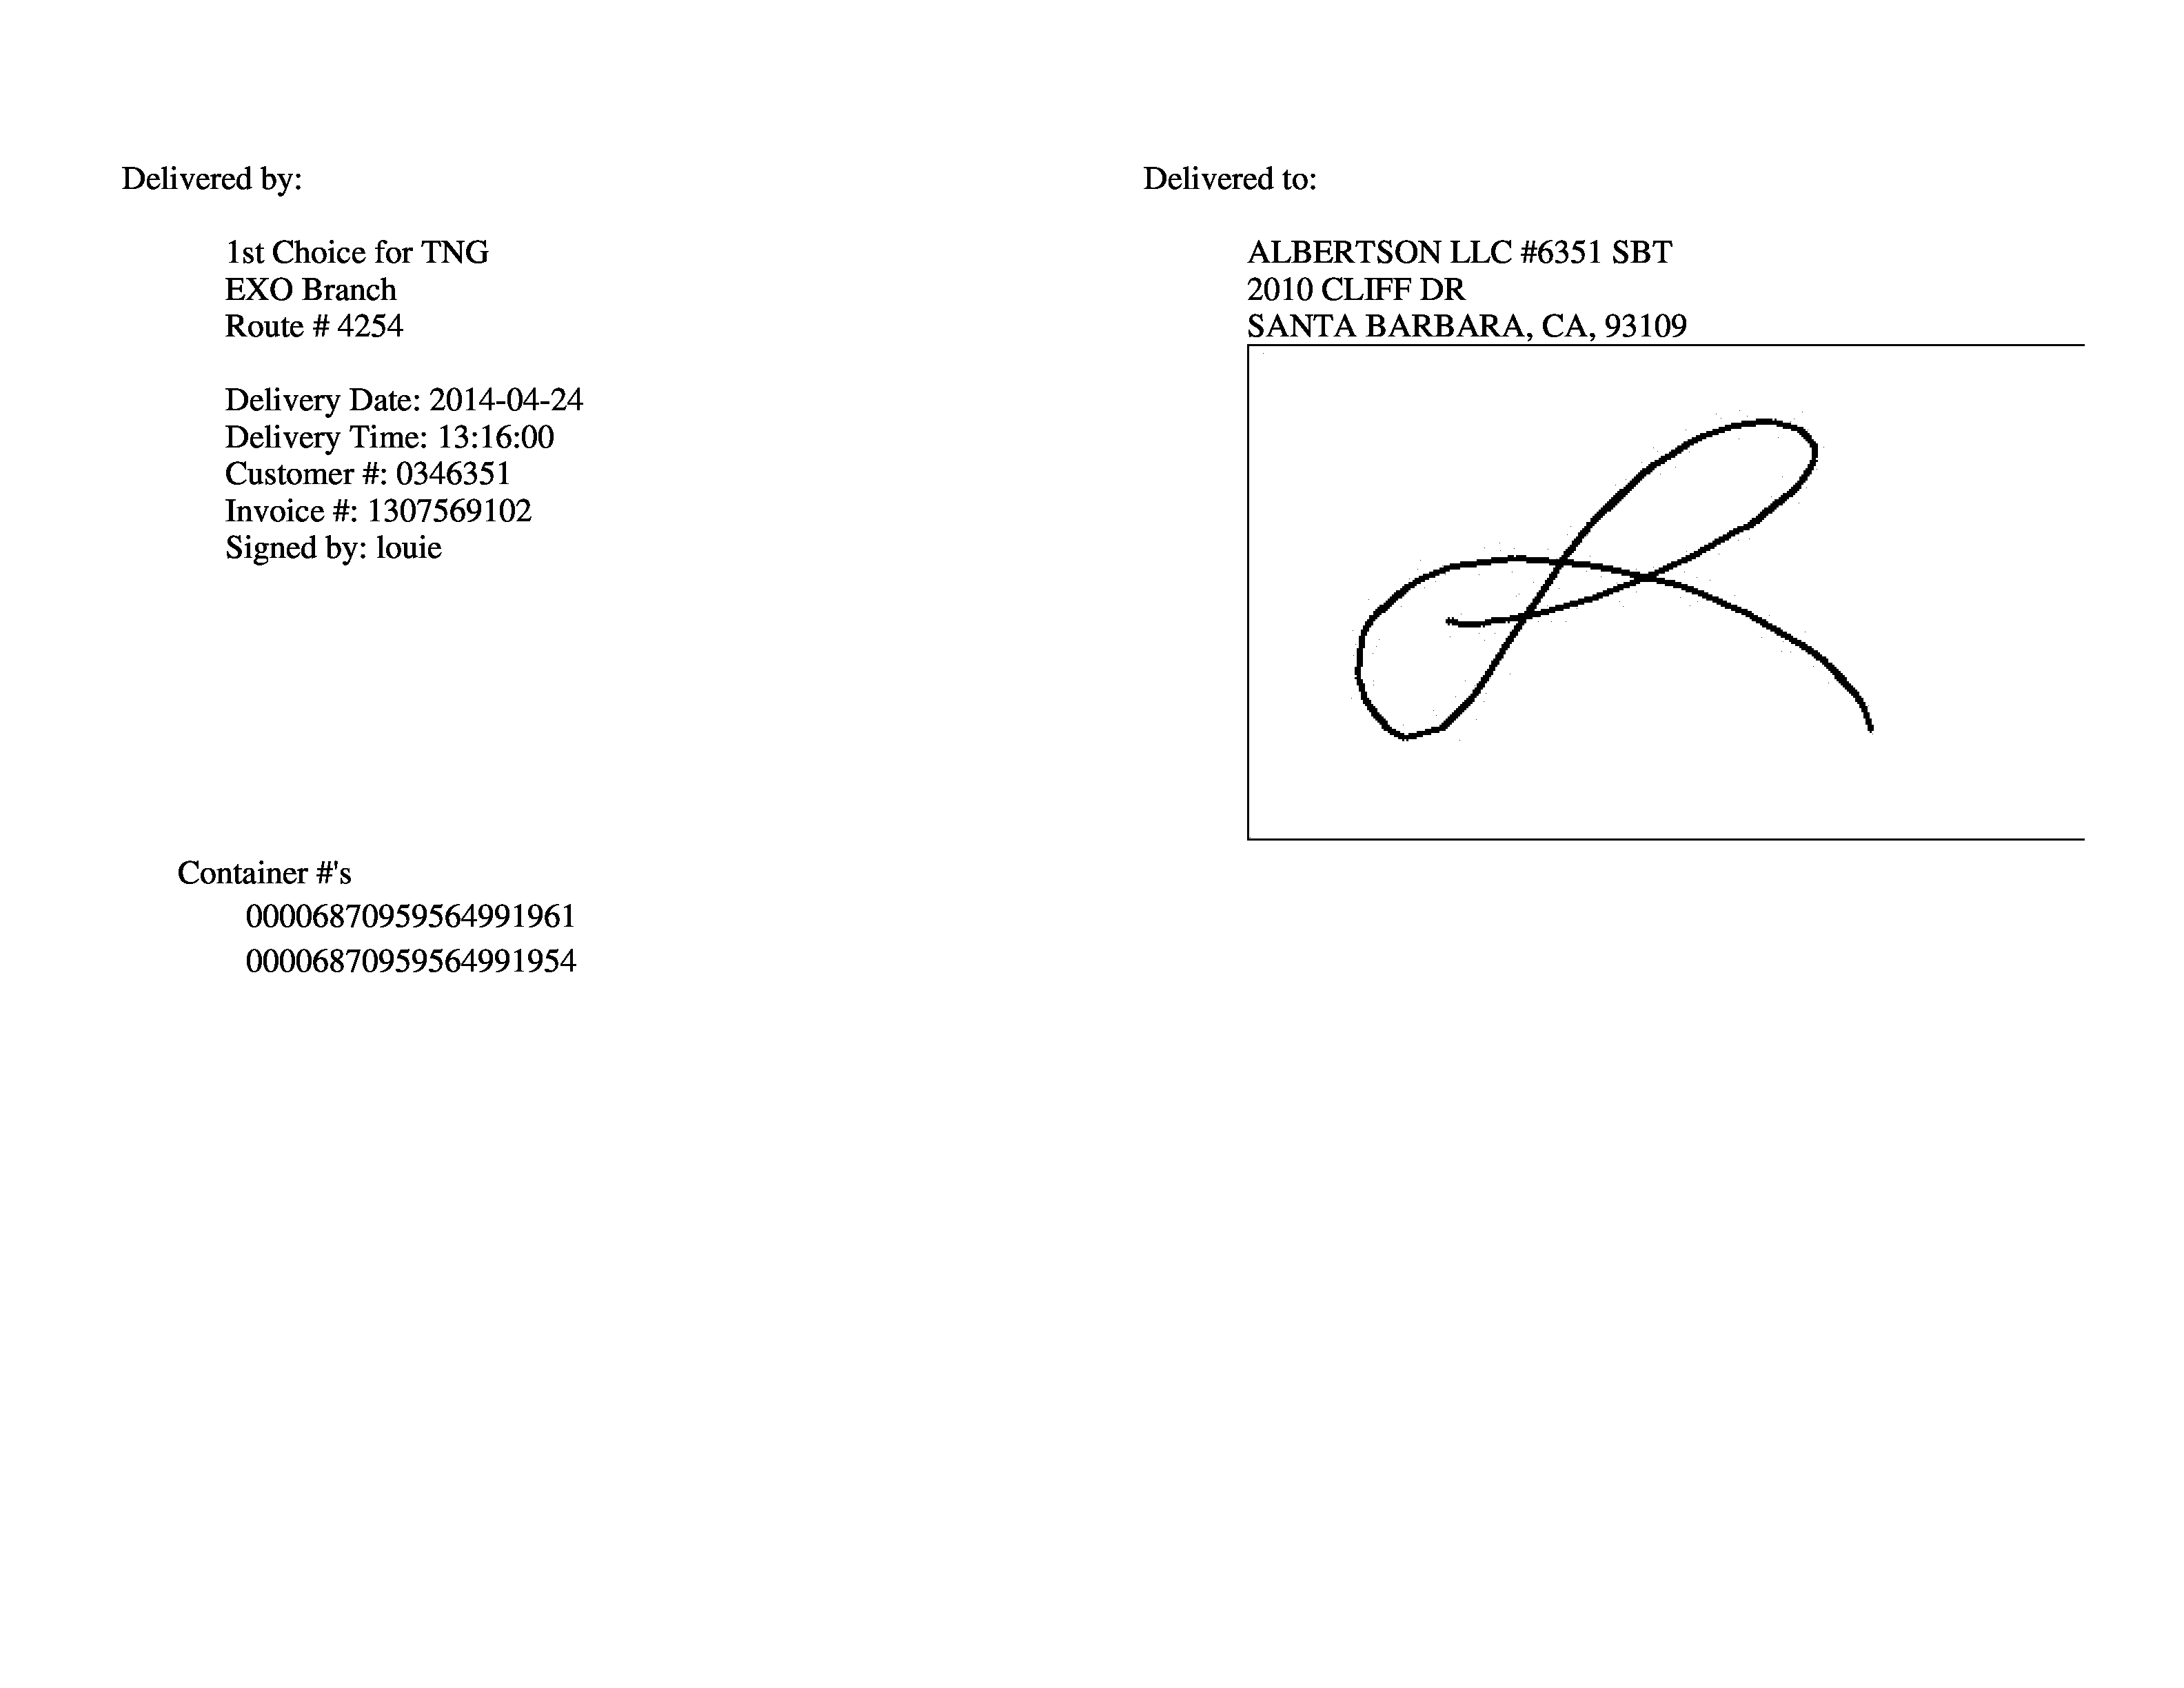 Delivered by:
1st Choice for TNG
EXO Branch
Route # 4254
Delivery Date: 2014-04-24
Delivery Time: 13:16:00
Customer #: 0346351
Invoice #: 1307569102
Signed by: louie
Delivered to:
ALBERTSON LLC #6351 SBT
2010 CLIFF DR
SANTA BARBARA, CA, 93109
Container #'s
00006870959564991961
00006870959564991954